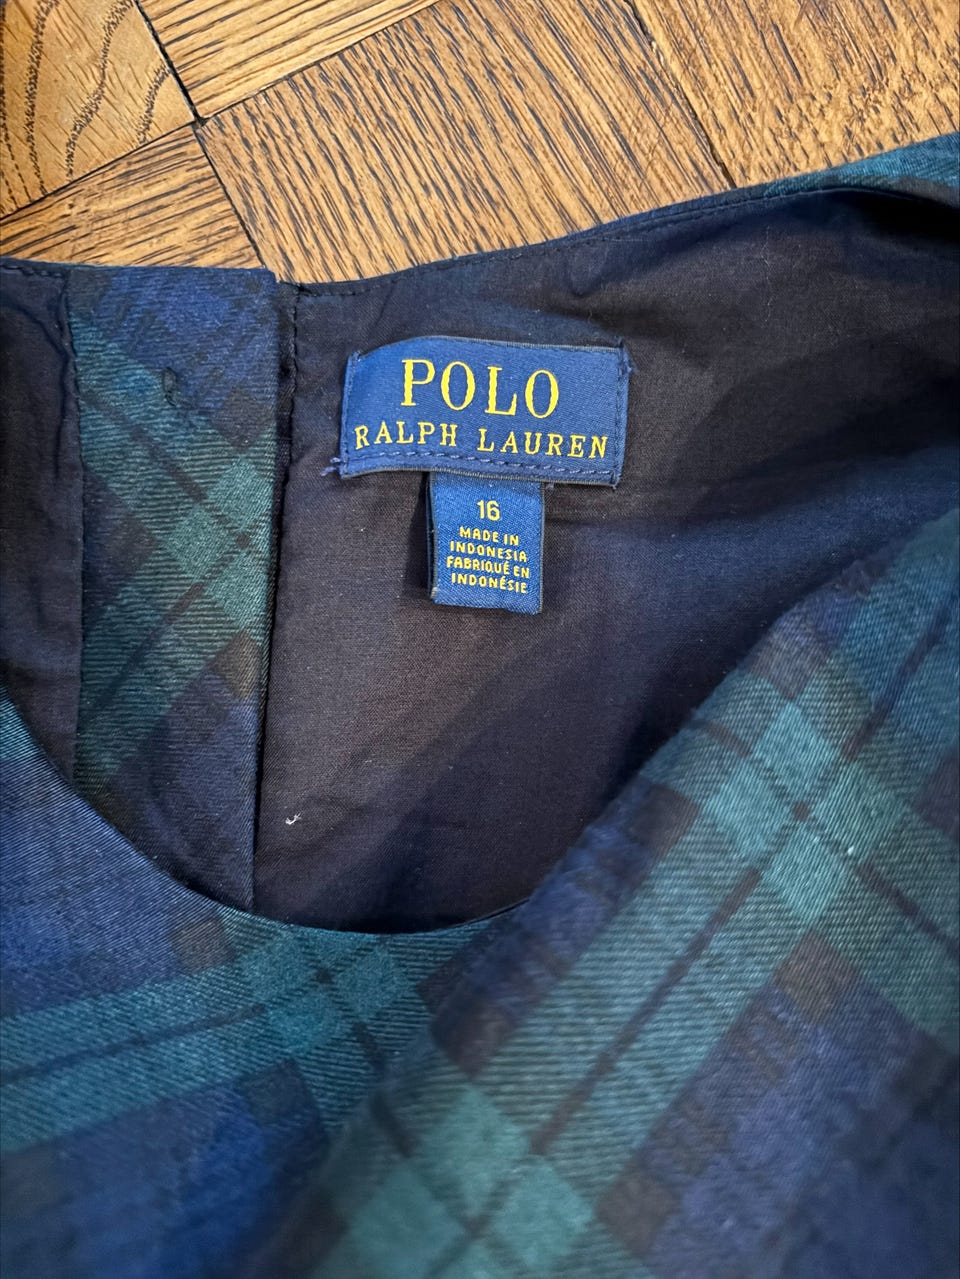 POLO
RALPH LAUREN
16
MADE IN
INDONESIA
FABRIQUÉ EN
INDONÉSIE